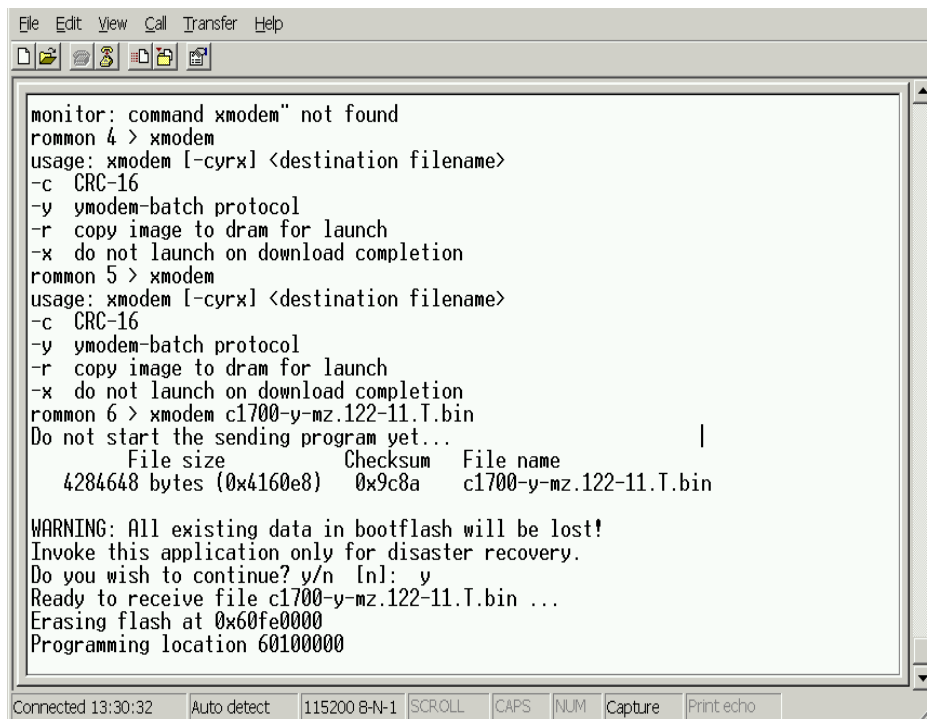 File Edit View Call Transfer Help
monitor: command xmodem" not found
rommon 4 > xmodem
usage: xmodem [-cyrx] <destination filename>
-c CRC-16
-y ymodem-batch protocol
-r copy image to dram for launch
-x do not launch on download completion
rommon 5 > xmodem
usage: xmodem [-cyrx] <destination filename>
-c CRC-16
-y ymodem-batch protocol
-r copy image to dram for launch
-x do not launch on download completion
rommon 6 > xmodem c1700-y-mz.122-11.T.bin
Do not start the sending program yet...
File size Checksum File name
4284648 bytes (0x4160e8) 0x9c8a c1700-y-mz.122-11.T.bin
WARNING: All existing data in bootflash will be lost!
Invoke this application only for disaster recovery.
Do you wish to continue? y/n [n]: y
Ready to receive file c1700-y-mz.122-11.T.bin ...
Erasing flash at 0x60fe0000
Programming location 60100000
Connected 13:30:32 Auto detect 115200 8-N-1 SCROLL CAPS NUM Capture Print echo